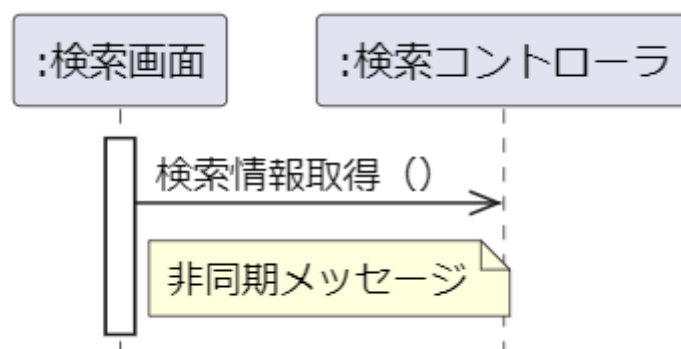 :検索画面
:検索コントローラ
検索情報取得（）
非同期メッセージ